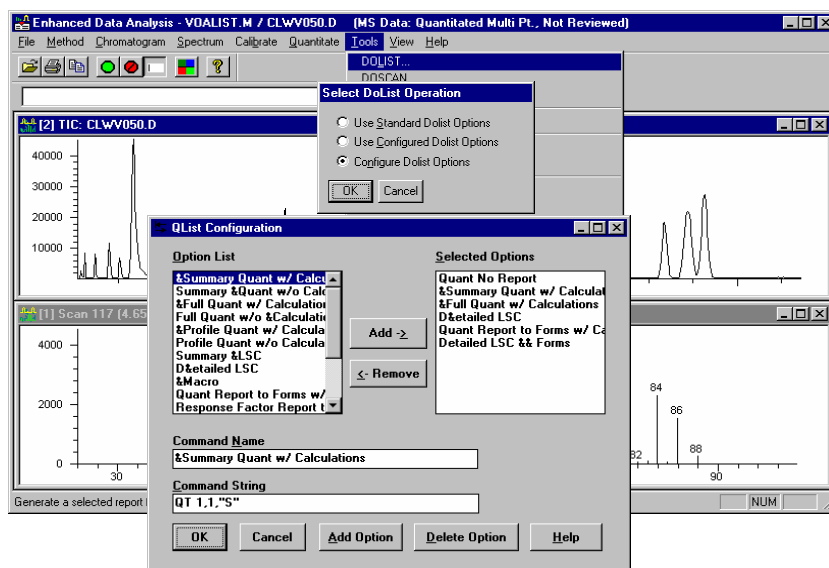 Enhanced Data Analysis - VOALIST.M / CLWV050.D (MS Data: Quantitated Multi Pt., Not Reviewed)
File Method Chromatogram Spectrum Calibrate Quantitate Tools View Help
DOLIST...
DOSCAN
Select DoList Operation
Use Standard Dolist Options
Use Configured Dolist Options
Configure Dolist Options
OK Cancel
[2] TIC: CLWV050.D
40000
30000
20000
10000
QList Configuration
Option List
&Summary Quant w/ Calcu
Summary &Quant w/o Calc
&Full Quant w/ Calculation
Full Quant w/o &Calculatio
&Profile Quant w/ Calcula
Profile Quant w/o Calcula
Summary &LSC
D&etailed LSC
&Macro
Quant Report to Forms w/
Response Factor Report t
Add ->
<- Remove
Selected Options
Quant No Report
&Summary Quant w/ Calculat
&Full Quant w/ Calculations
D&etailed LSC
Quant Report to Forms w/ Ca
Detailed LSC && Forms
Command Name
&Summary Quant w/ Calculations
Command String
QT 1,1,"S"
OK Cancel Add Option Delete Option Help
[1] Scan 117 (4.65
4000
2000
0
30
82
84
86
88
90
Generate a selected report
NUM